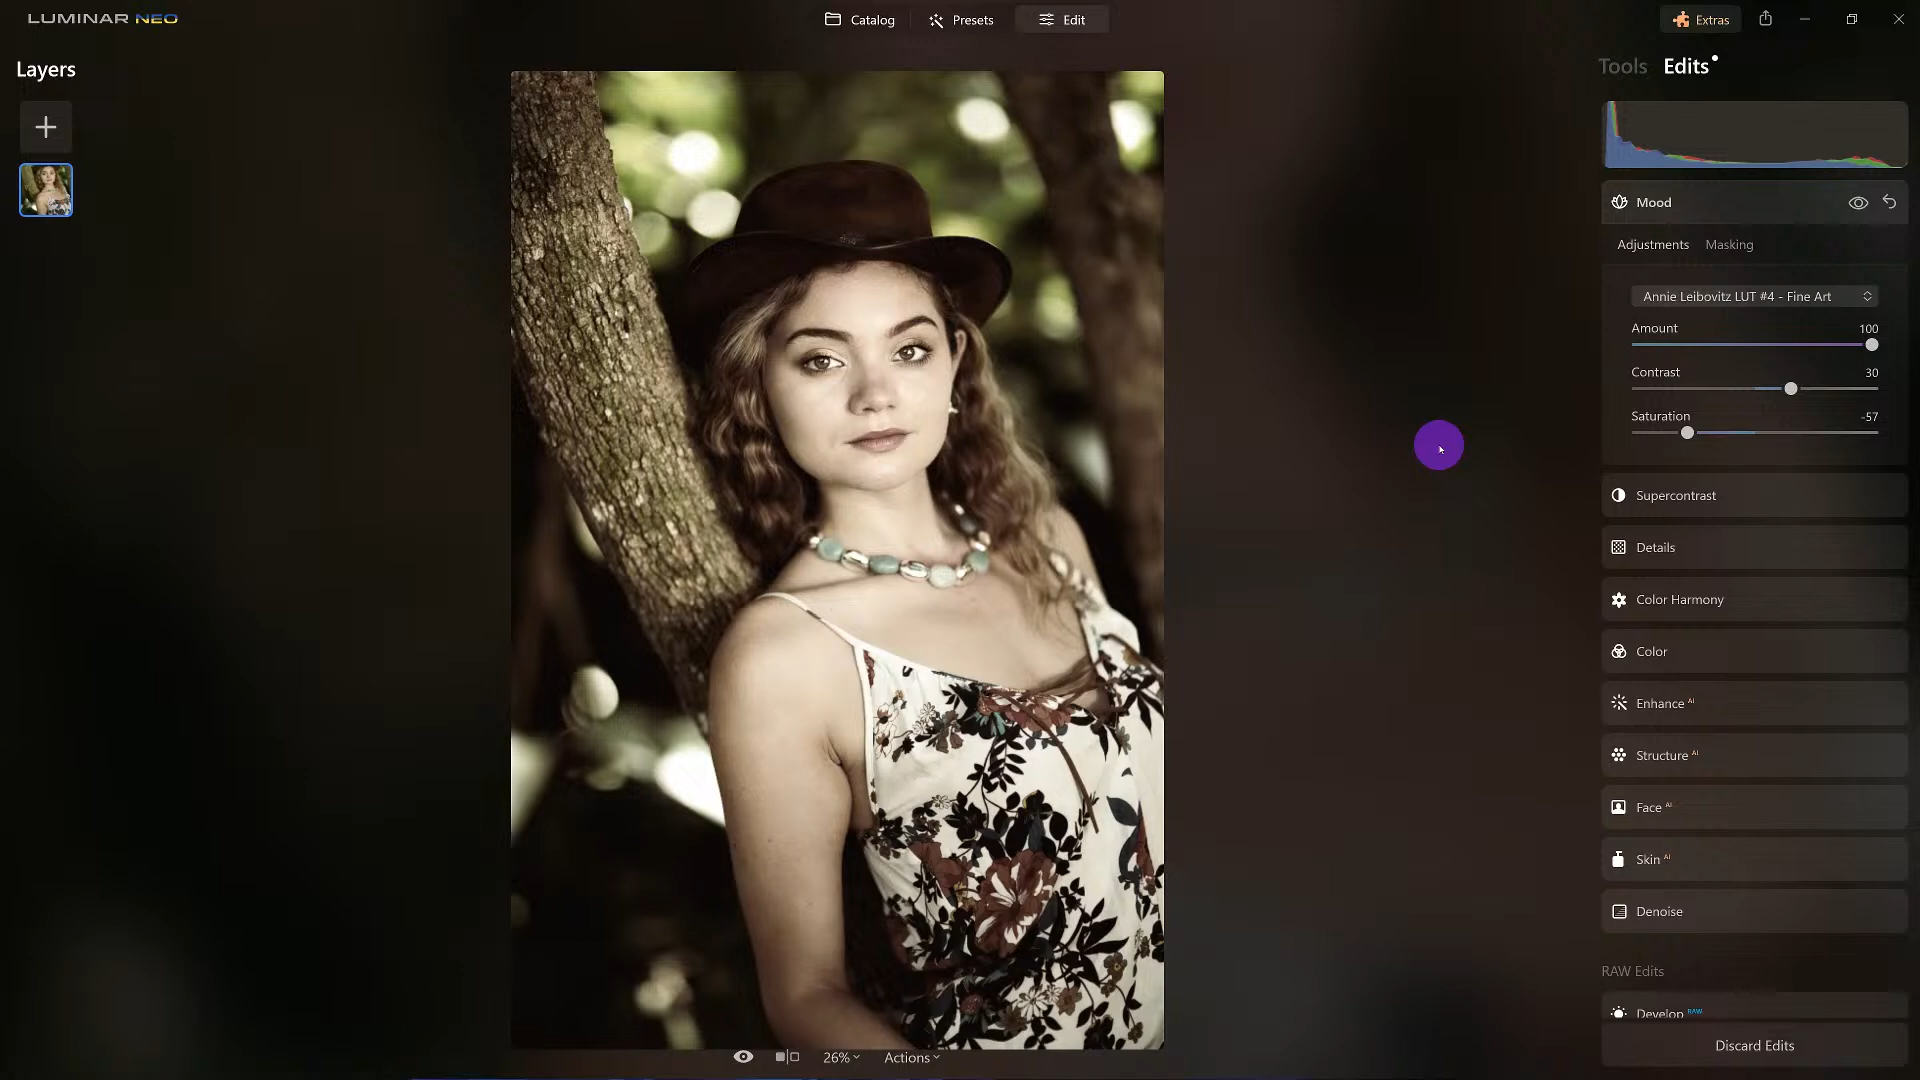 LUMINAR NEO
Catalog
Presets
Edit
Extras
Layers
Tools
Edits
Mood
Adjustments
Masking
Annie Leibovitz LUT #4 - Fine Art
Amount 100
Contrast 30
Saturation -57
Supercontrast
Details
Color Harmony
Color
Enhance AI
Structure AI
Face AI
Skin AI
Denoise
RAW Edits
Develop RAW
Discard Edits
26%
Actions